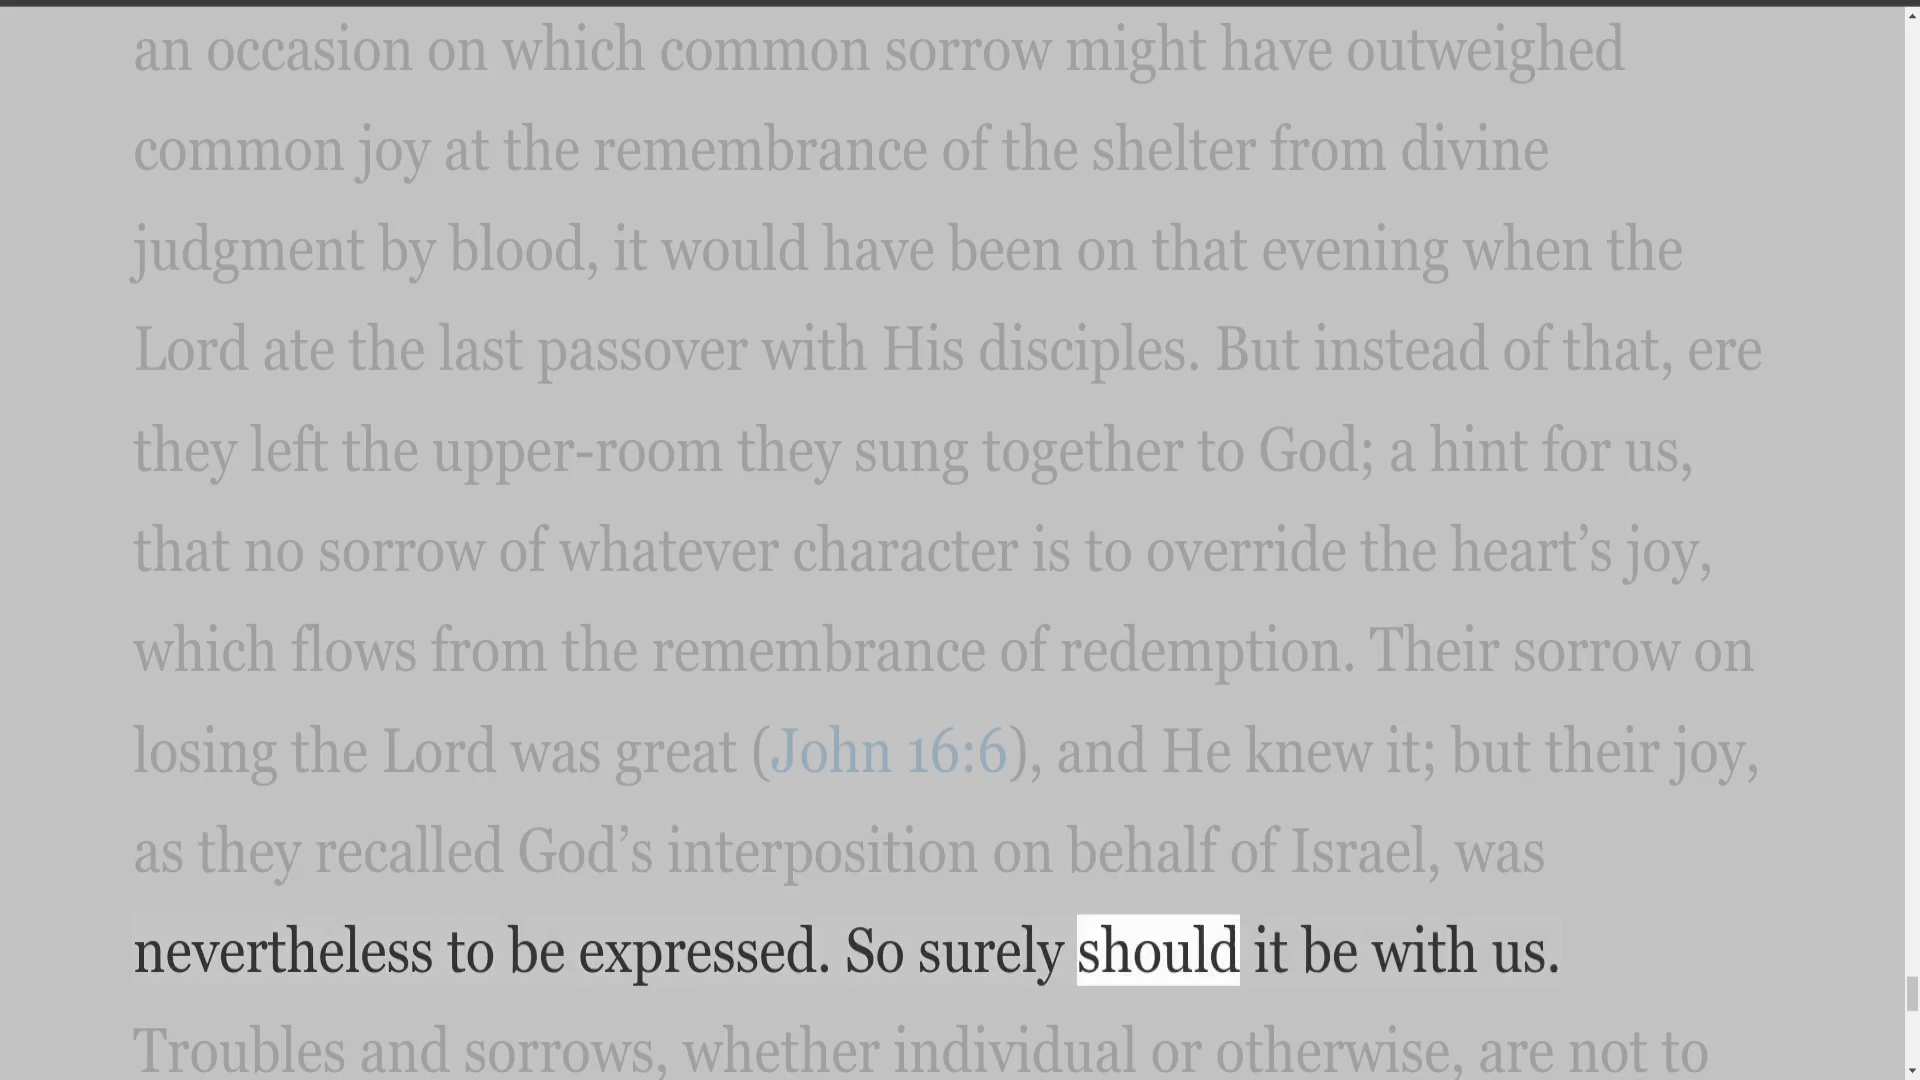 an occasion on which common sorrow might have outweighed
common joy at the remembrance of the shelter from divine
judgment by blood, it would have been on that evening when the
Lord ate the last passover with His disciples. But instead of that, ere
they left the upper-room they sung together to God; a hint for us,
that no sorrow of whatever character is to override the heart’s joy,
which flows from the remembrance of redemption. Their sorrow on
losing the Lord was great (John 16:6), and He knew it; but their joy,
as they recalled God’s interposition on behalf of Israel, was
nevertheless to be expressed. So surely should it be with us.
Troubles and sorrows, whether individual or otherwise, are not to